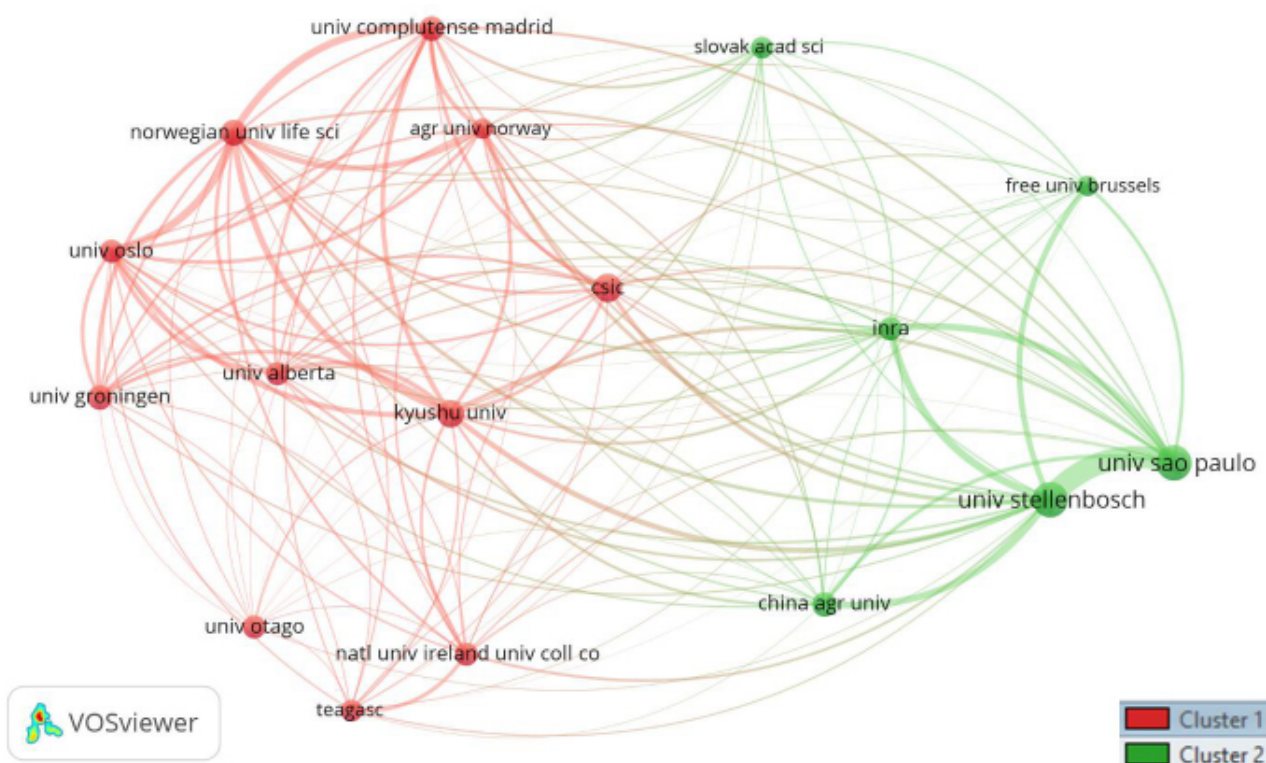 univ complutense madrid
slovak acad sci
norwegian univ life sci
agr univ norway
free univ brussels
univ oslo
csic
inra
univ alberta
univ groningen
kyushu univ
univ sao paulo
univ stellenbosch
china agr univ
univ otago
natl univ ireland univ coll co
teagasc
VOSviewer
Cluster 1
Cluster 2